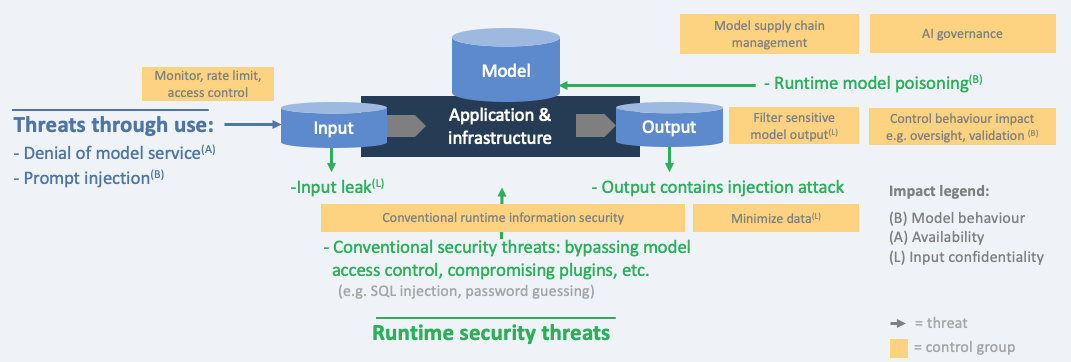 Model supply chain
management
AI governance
Model
Monitor, rate limit,
access control
- Runtime model poisoning(B)
Threats through use:
Input
Application &
infrastructure
Output
Filter sensitive
model output(L)
Control behaviour impact
e.g. oversight, validation (B)
- Denial of model service(A)
- Prompt injection(B)
-Input leak(L)
- Output contains injection attack
Impact legend:
(B) Model behaviour
(A) Availability
(L) Input confidentiality
Conventional runtime information security
Minimize data(L)
- Conventional security threats: bypassing model
access control, compromising plugins, etc.
(e.g. SQL injection, password guessing)
Runtime security threats
= threat
= control group